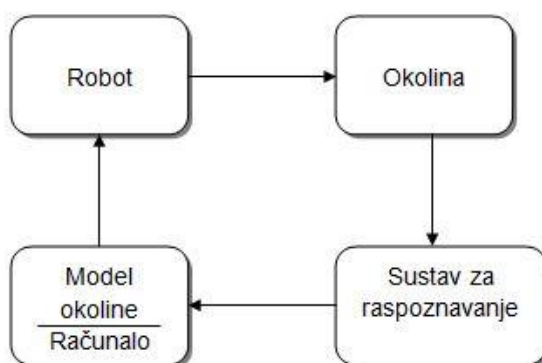 Robot
Okolina
Model
okoline
Računalo
Sustav za
raspoznavanje